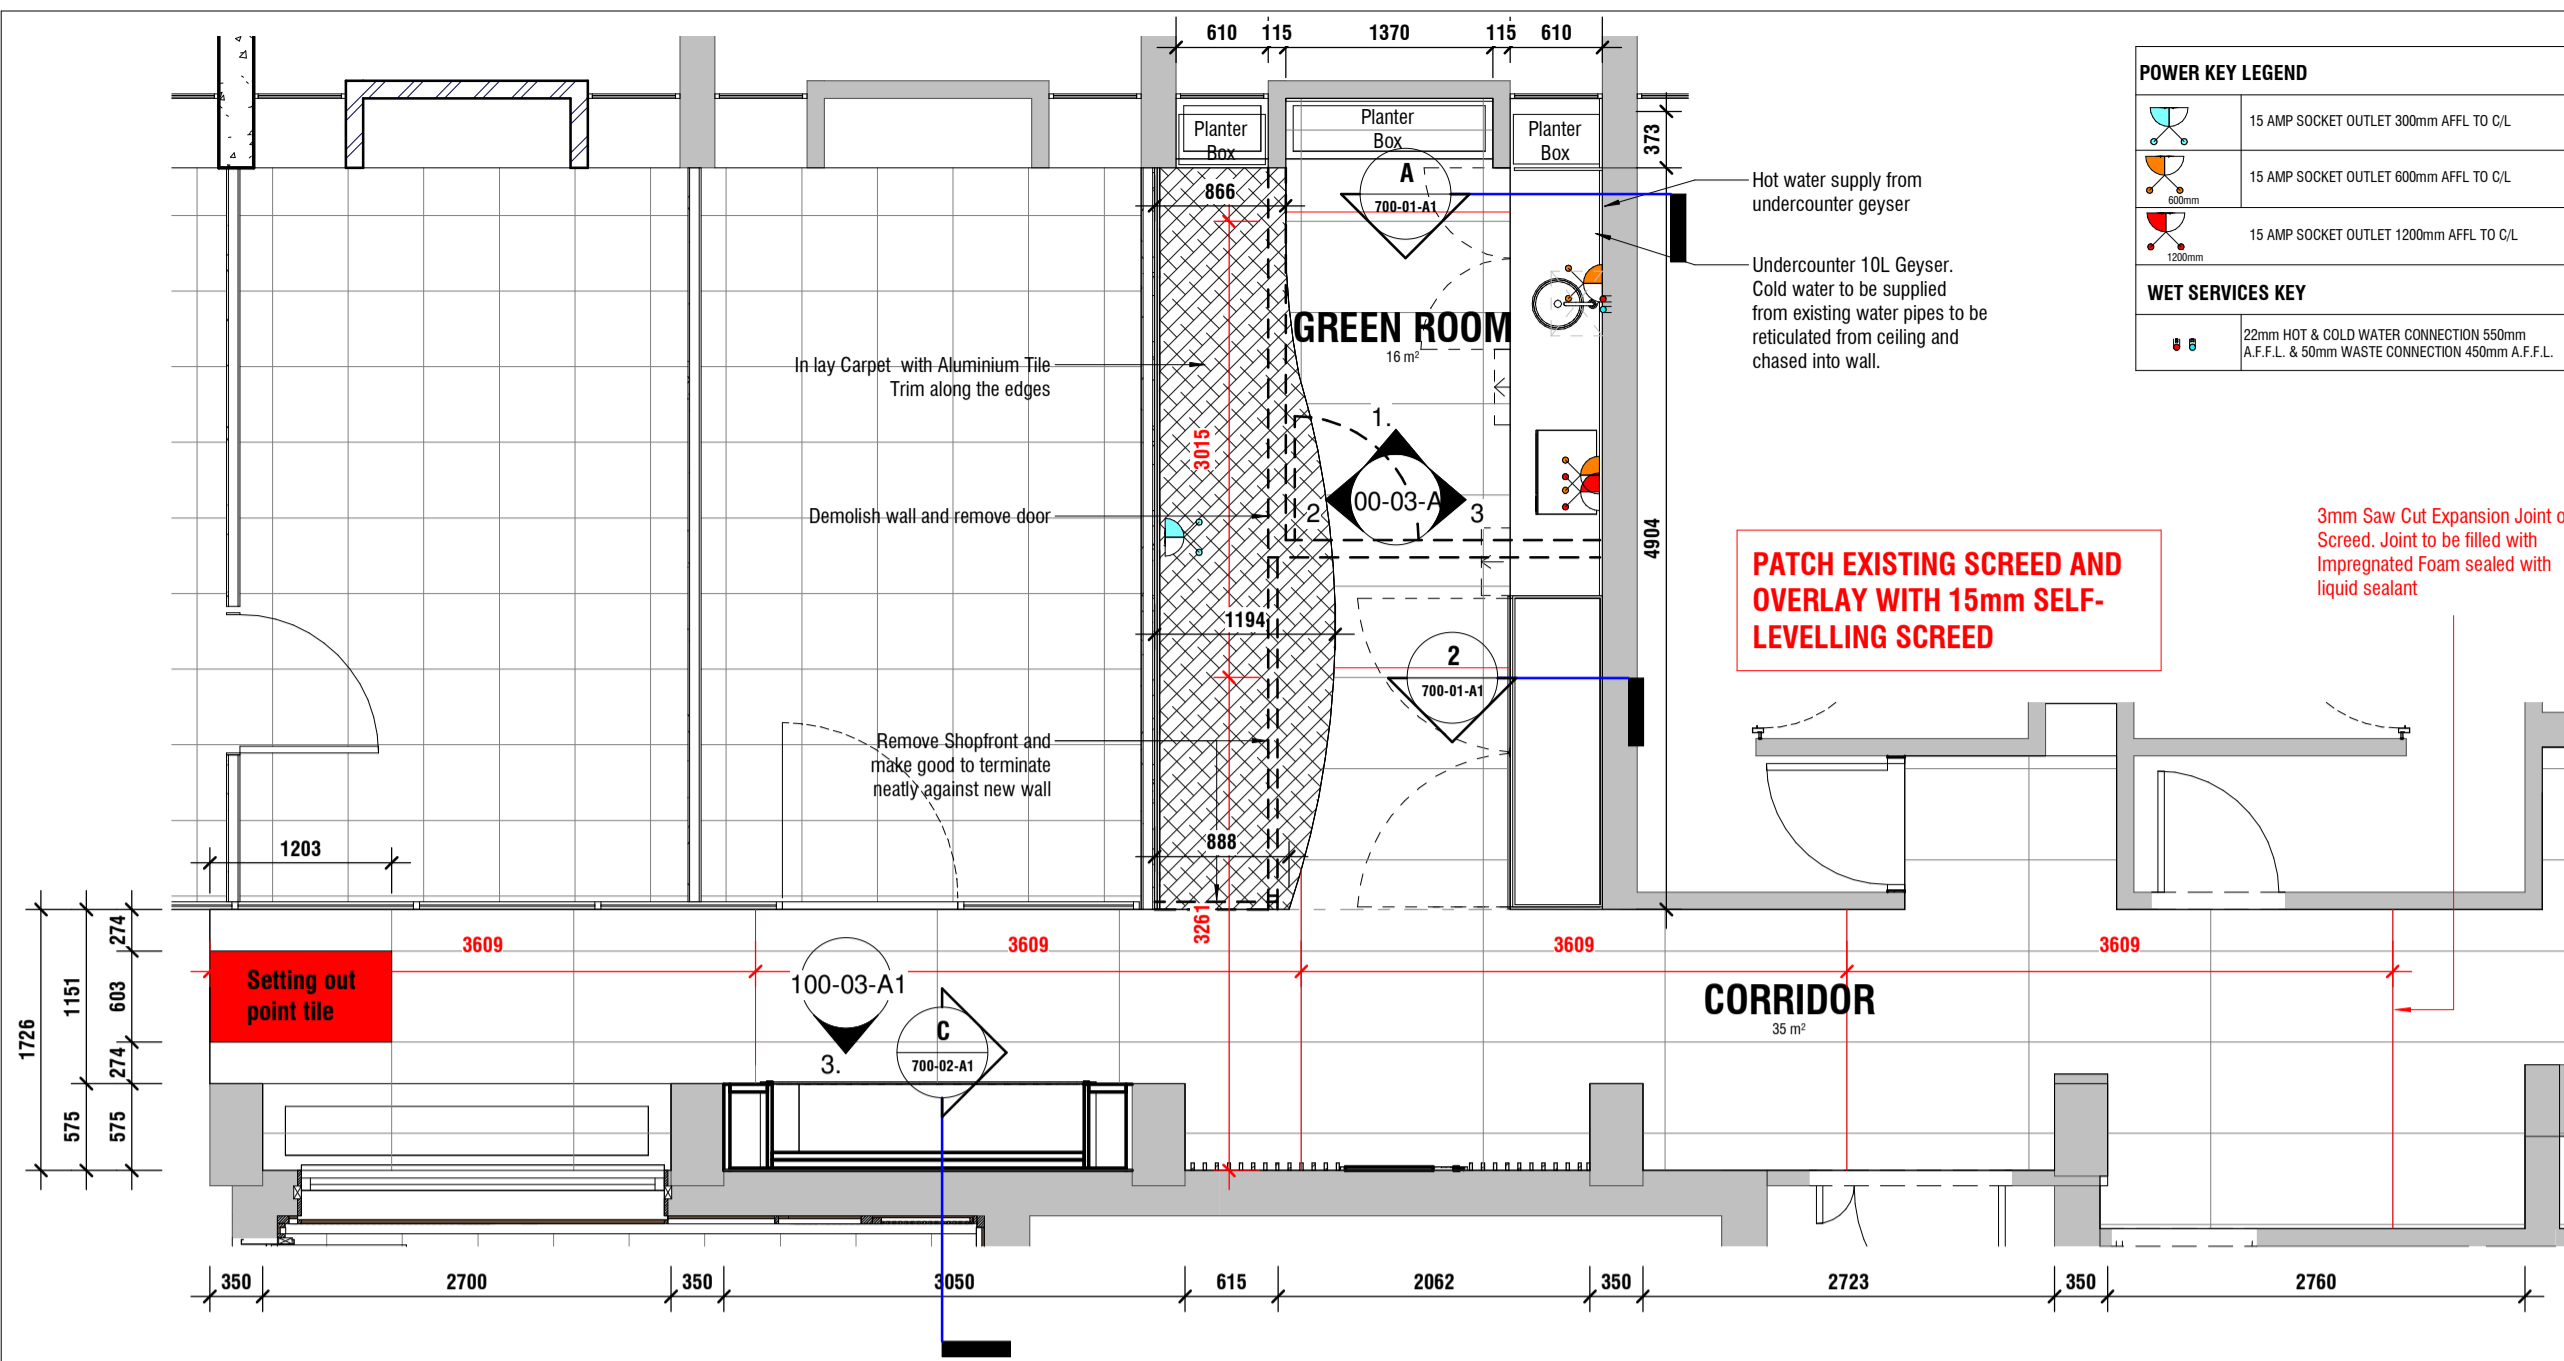 610 115 1370 115 610
POWER KEY LEGEND
15 AMP SOCKET OUTLET 300mm AFFL TO C/L
600mm
15 AMP SOCKET OUTLET 600mm AFFL TO C/L
1200mm
15 AMP SOCKET OUTLET 1200mm AFFL TO C/L
WET SERVICES KEY
22mm HOT & COLD WATER CONNECTION 550mm
A.F.F.L. & 50mm WASTE CONNECTION 450mm A.F.F.L.
Planter
Box
Planter
Box
Planter
Box
373
866
A
700-01-A1
Hot water supply from
undercounter geyser
Undercounter 10L Geyser.
Cold water to be supplied
from existing water pipes to be
reticulated from ceiling and
chased into wall.
GREEN ROOM
16 m²
In lay Carpet with Aluminium Tile
Trim along the edges
3015
1.
2
00-03-A
3
Demolish wall and remove door
4904
PATCH EXISTING SCREED AND
OVERLAY WITH 15mm SELF-
LEVELLING SCREED
3mm Saw Cut Expansion Joint o
Screed. Joint to be filled with
Impregnated Foam sealed with
liquid sealant
1194
2
700-01-A1
Remove Shopfront and
make good to terminate
neatly against new wall
888
1203
3261
3609 3609 3609 3609
274
603
274
575
1151
575
1726
Setting out
point tile
100-03-A1
3.
C
700-02-A1
CORRIDOR
35 m²
350 2700 350 3050 615 2062 350 2723 350 2760